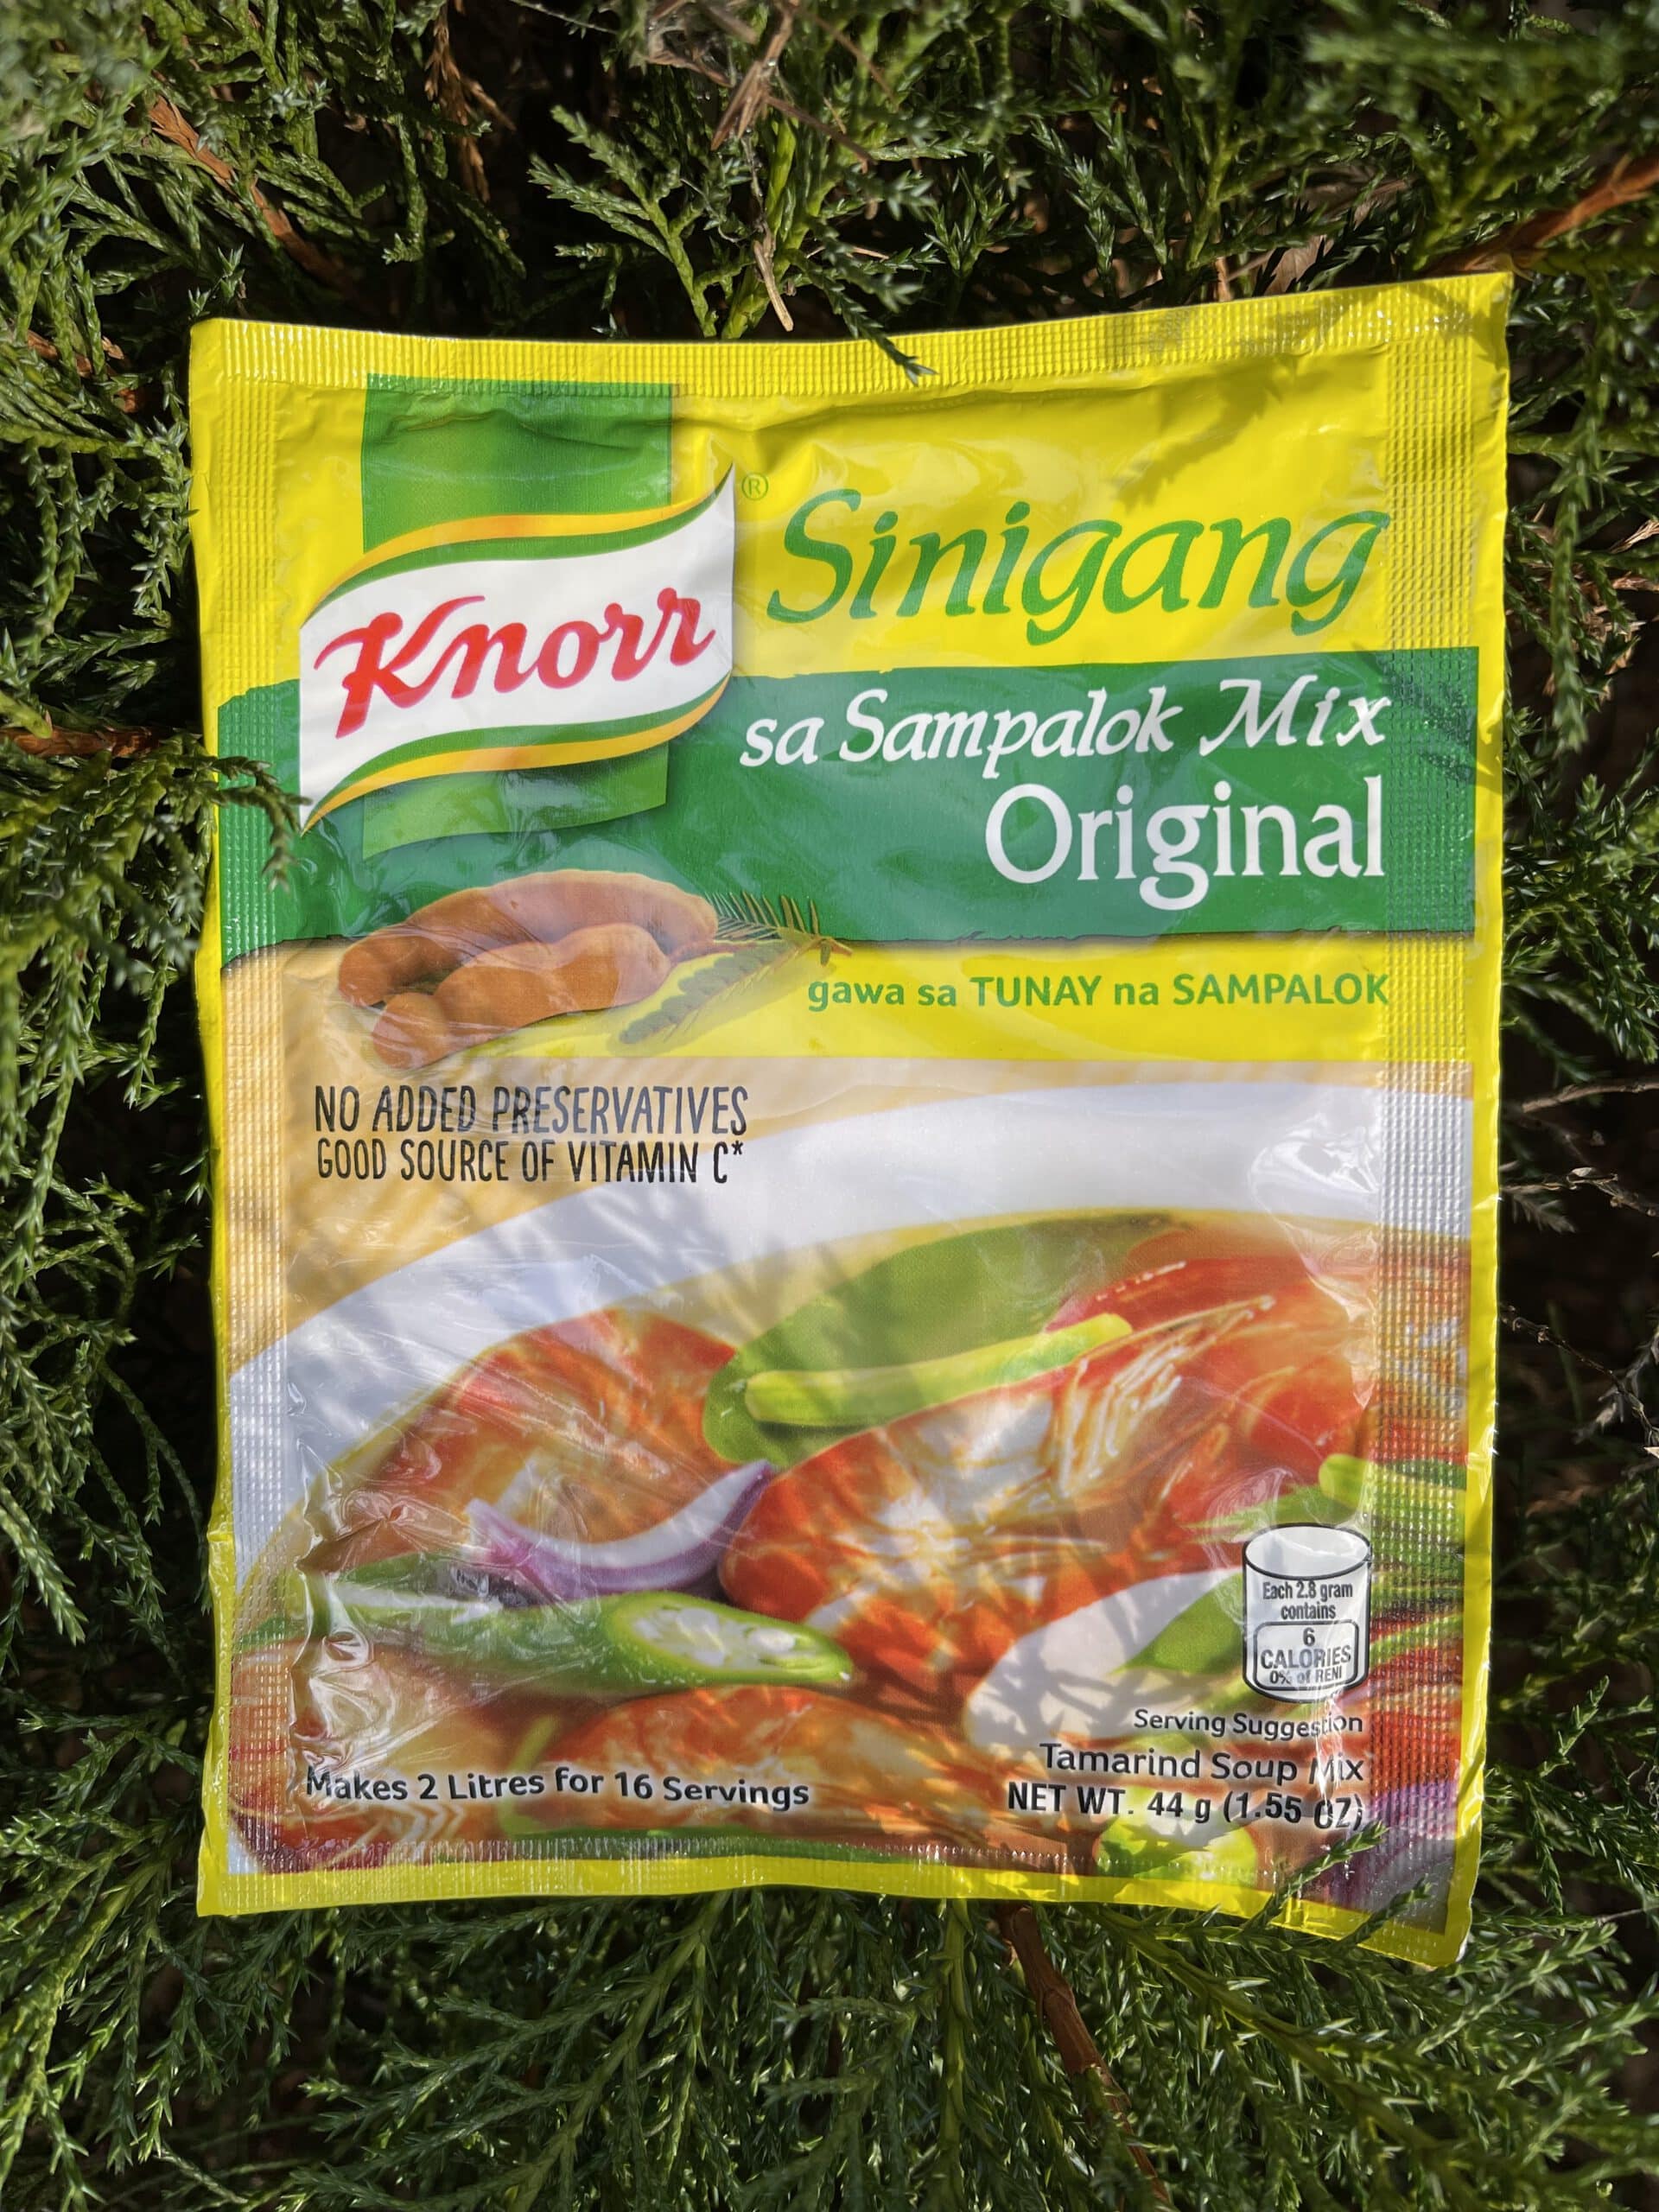 Knorr®
Sinigang
sa Sampalok Mix
Original
gawa sa TUNAY na SAMPALOK
NO ADDED PRESERVATIVES
GOOD SOURCE OF VITAMIN C*
Each 2.8 gram
contains
6
CALORIES
0% of RENI
Serving Suggestion
Tamarind Soup Mix
NET WT. 44 g (1.55 OZ)
Makes 2 Litres for 16 Servings